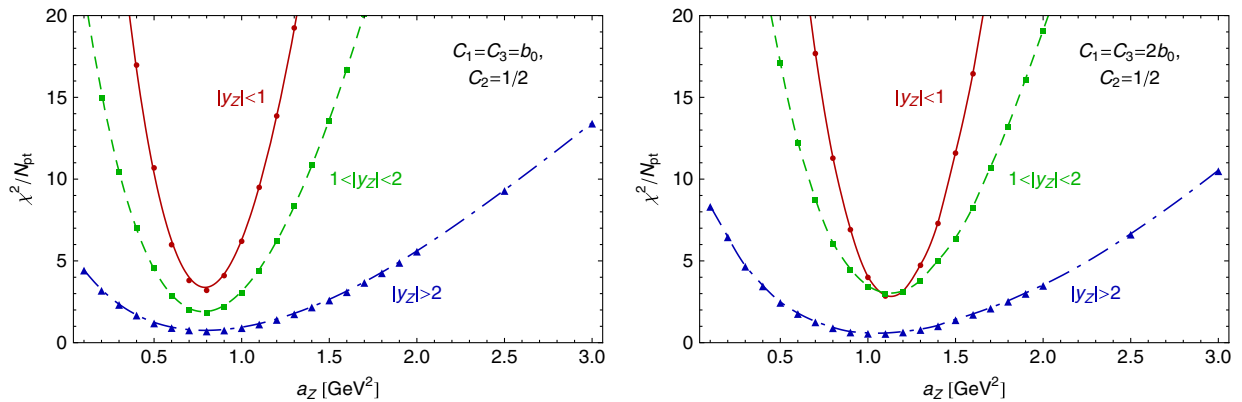 20
15
10
5
0
χ²/Npt
C₁=C₃=b₀,
C₂=1/2
|yZ|<1
1<|yZ|<2
|yZ|>2
0.5 1.0 1.5 2.0 2.5 3.0
aZ [GeV²]
20
15
10
5
0
χ²/Npt
C₁=C₃=2b₀,
C₂=1/2
|yZ|<1
1<|yZ|<2
|yZ|>2
0.5 1.0 1.5 2.0 2.5 3.0
aZ [GeV²]